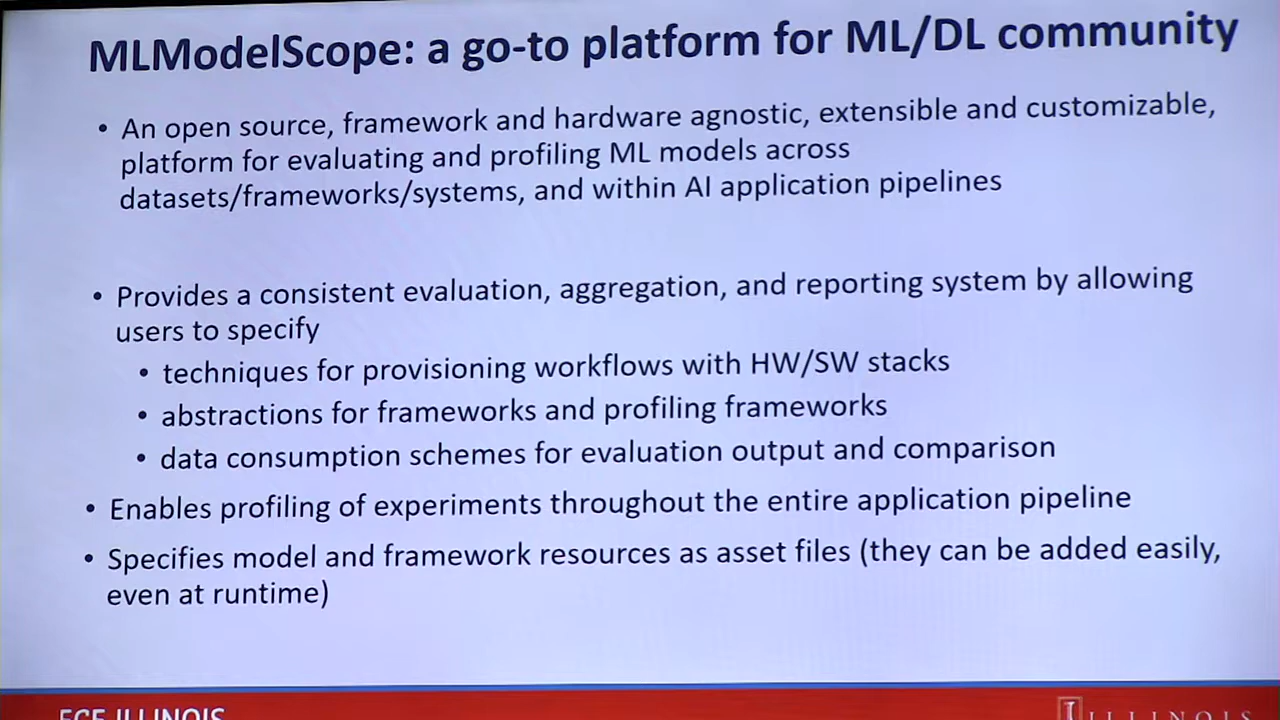 MLModelScope: a go-to platform for ML/DL community
• An open source, framework and hardware agnostic, extensible and customizable,
platform for evaluating and profiling ML models across
datasets/frameworks/systems, and within AI application pipelines
• Provides a consistent evaluation, aggregation, and reporting system by allowing
users to specify
• techniques for provisioning workflows with HW/SW stacks
• abstractions for frameworks and profiling frameworks
• data consumption schemes for evaluation output and comparison
• Enables profiling of experiments throughout the entire application pipeline
• Specifies model and framework resources as asset files (they can be added easily,
even at runtime)
ECE ILLINOIS
I ILLINOIS